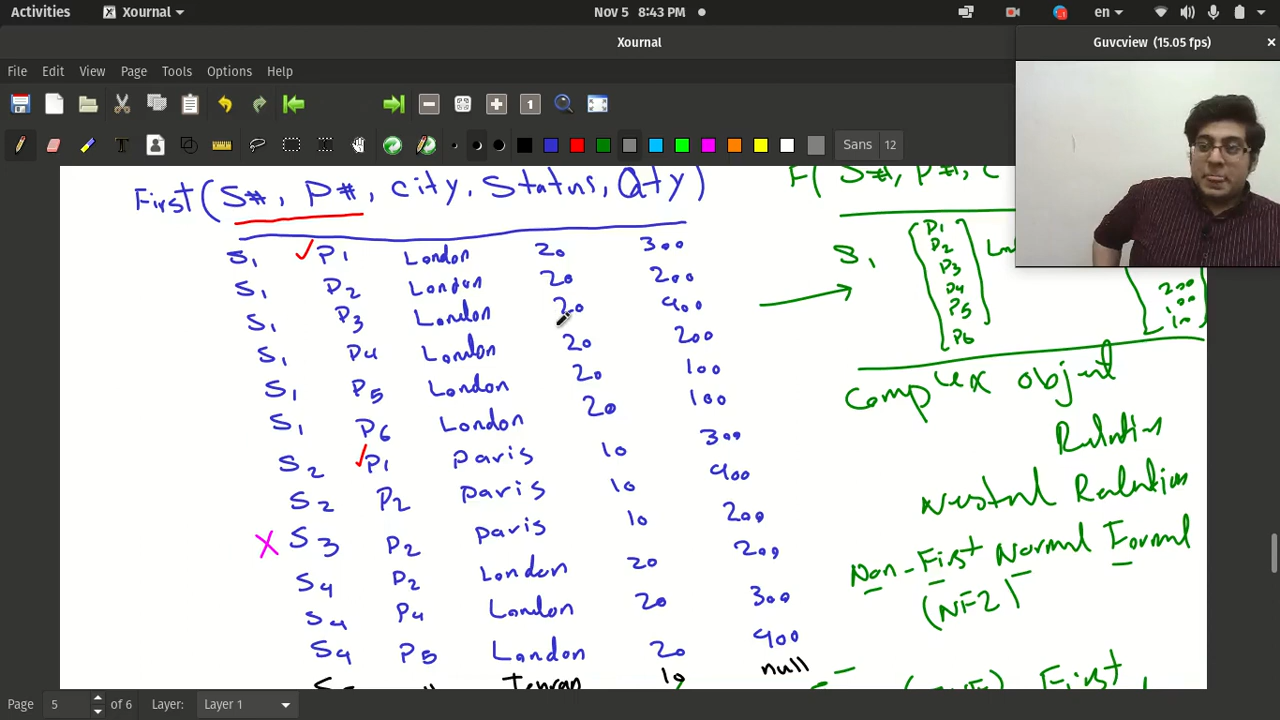 Activities
Xournal
Nov 5 8:43 PM
en
Xournal
Guvcview (15.05 fps)
File Edit View Page Tools Options Help
Sans 12
First(S#, P#, city, Status, Qty)
S1 P1 London 20 300
S1 P2 London 20 200
S1 P3 London 20 400
S1 P4 London 20 200
S1 P5 London 20 100
S1 P6 London 20 100
S2 P1 Paris 10 300
S2 P2 Paris 10 400
S3 P2 Paris 10 200
S4 P2 London 20 200
S4 P4 London 20 300
S4 P5 London 20 400
10 null
F(S#, P#, C
S1
P1
P2
P3
P4
P5
P6
Lon
200
100
100
Complex object
Relation
Nested Relation
Non-First Normal Formal
(NF2)
First
Page 5 of 6 Layer: Layer 1